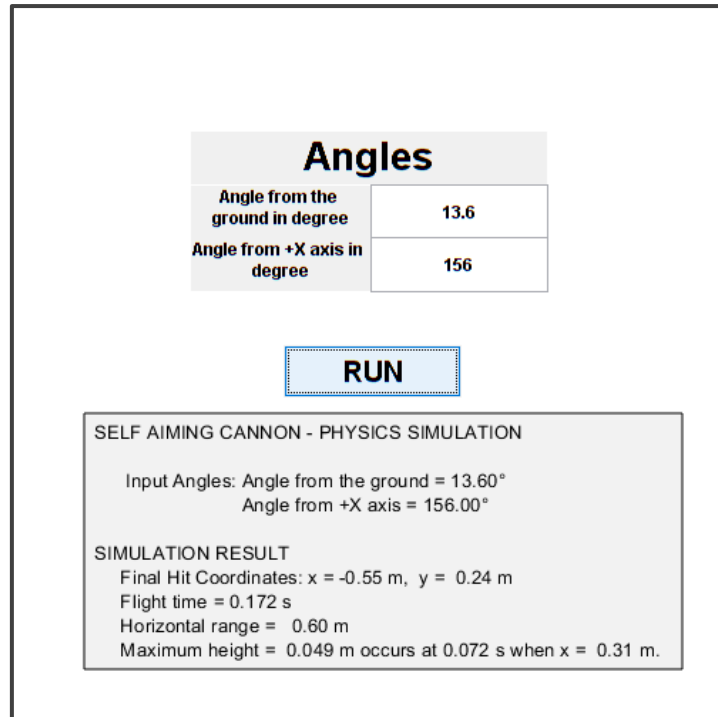 Angles
Angle from the
ground in degree
13.6
Angle from +X axis in
degree
156
RUN
SELF AIMING CANNON - PHYSICS SIMULATION
Input Angles: Angle from the ground = 13.60°
Angle from +X axis = 156.00°
SIMULATION RESULT
Final Hit Coordinates: x = -0.55 m, y = 0.24 m
Flight time = 0.172 s
Horizontal range = 0.60 m
Maximum height = 0.049 m occurs at 0.072 s when x = 0.31 m.